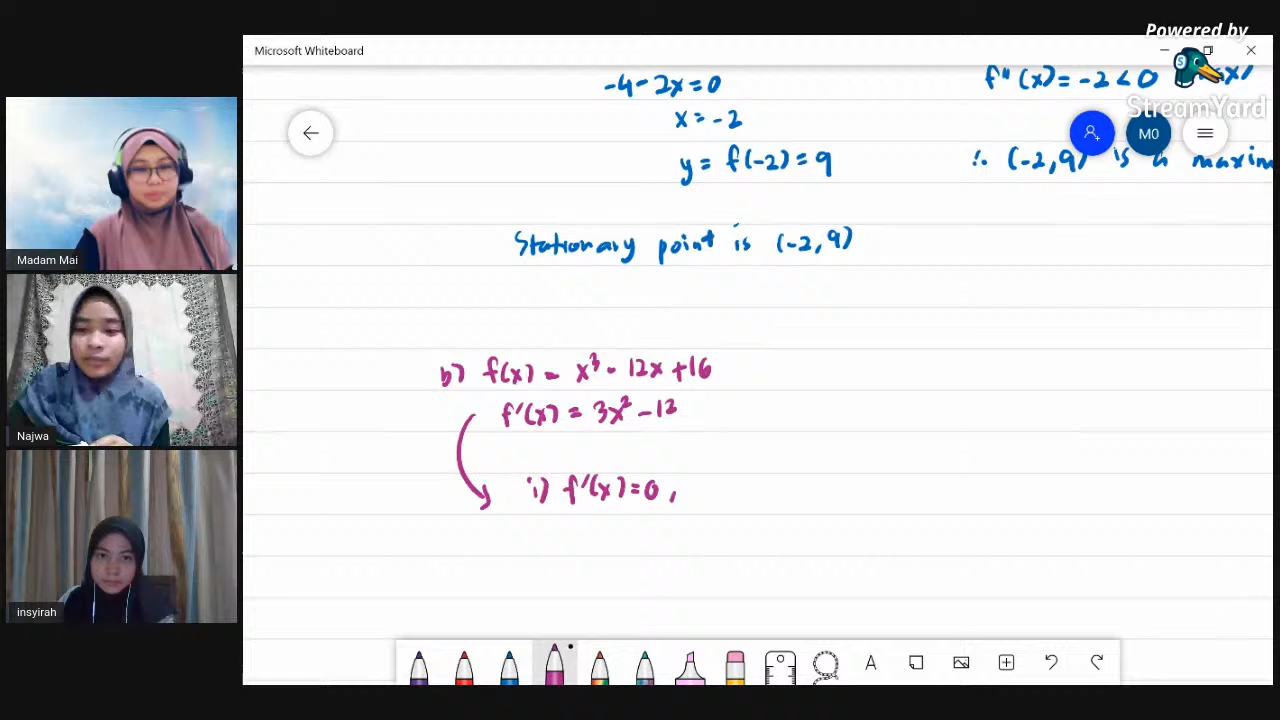 Powered by
StreamYard
Microsoft Whiteboard
M0
-4-2x=0
x=-2
y=f(-2)=9
Stationary point is (-2,9)
f"(x)=-2<0
∴ (-2,9) is a maxim
b) f(x) = x³-12x+16
f'(x) = 3x²-12
i) f'(x)=0,
A
Madam Mai
Najwa
insyirah